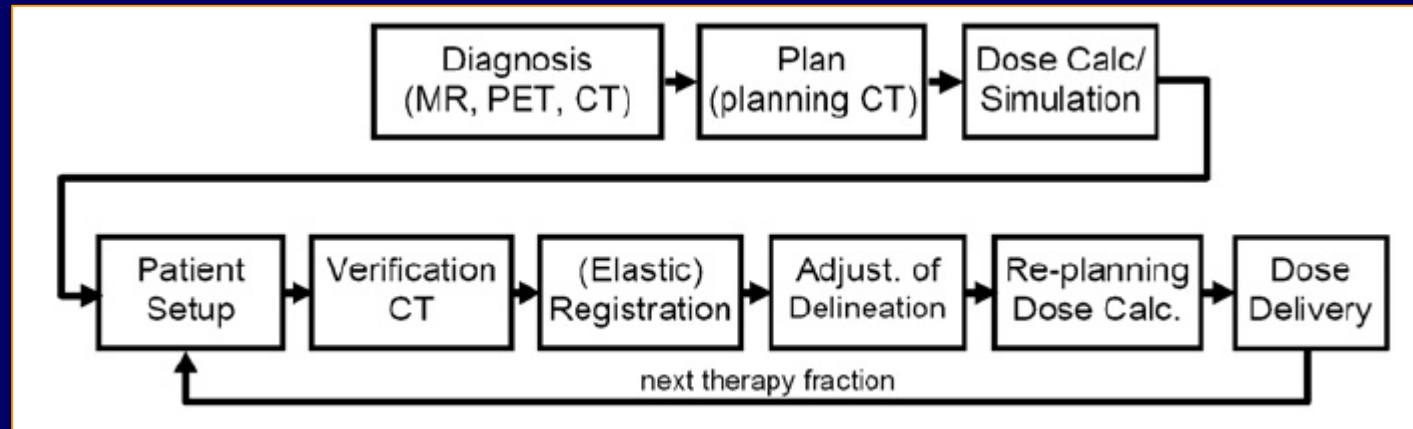 Diagnosis
(MR, PET, CT)
Plan
(planning CT)
Dose Calc/
Simulation
Patient
Setup
Verification
CT
(Elastic)
Registration
Adjust. of
Delineation
Re-planning
Dose Calc.
Dose
Delivery
next therapy fraction